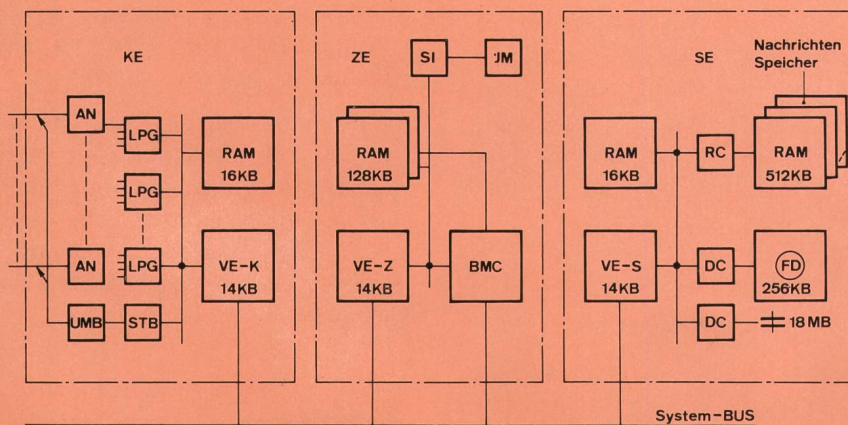 KE
AN
LPG
RAM
16KB
LPG
AN
LPG
VE-K
14KB
UMB
STB
ZE
SI
JM
RAM
128KB
VE-Z
14KB
BMC
SE
Nachrichten
Speicher
RAM
16KB
RC
RAM
512KB
VE-S
14KB
DC
FD
256KB
DC
18 MB
System-BUS